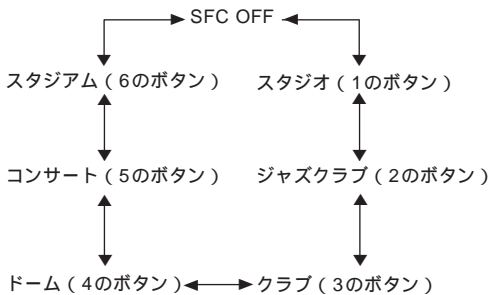 SFC OFF
スタジアム ( 6のボタン ) スタジオ ( 1のボタン )
コンサート ( 5のボタン ) ジャズクラブ ( 2のボタン )
ドーム ( 4のボタン ) クラブ ( 3のボタン )